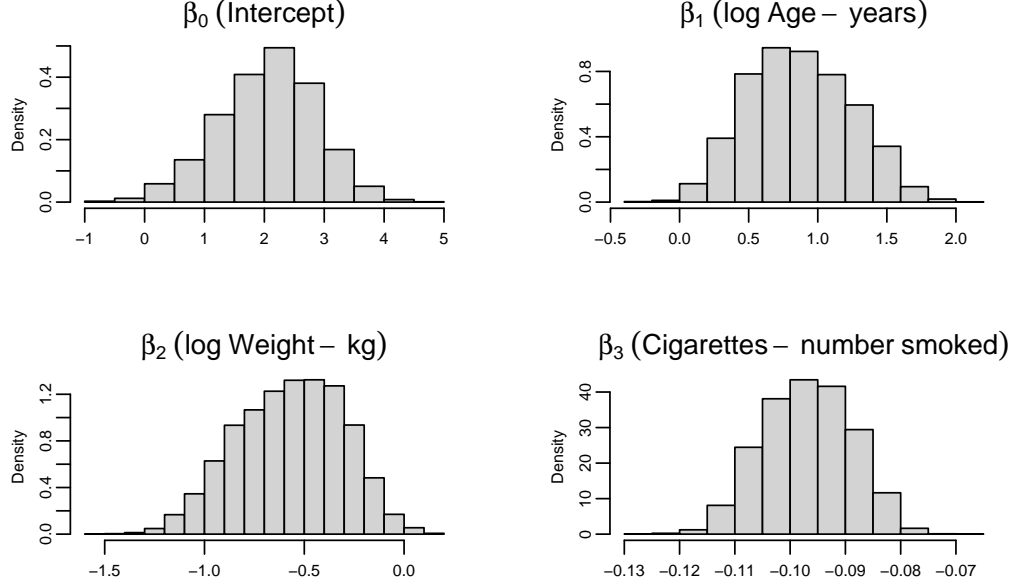 β0 (Intercept)
Density
0.0 0.2 0.4
−1 0 1 2 3 4 5
β1 (log Age − years)
Density
0.0 0.4 0.8
−0.5 0.0 0.5 1.0 1.5 2.0
β2 (log Weight − kg)
Density
0.0 0.4 0.8 1.2
−1.5 −1.0 −0.5 0.0
β3 (Cigarettes − number smoked)
Density
0 10 20 30 40
−0.13 −0.12 −0.11 −0.10 −0.09 −0.08 −0.07